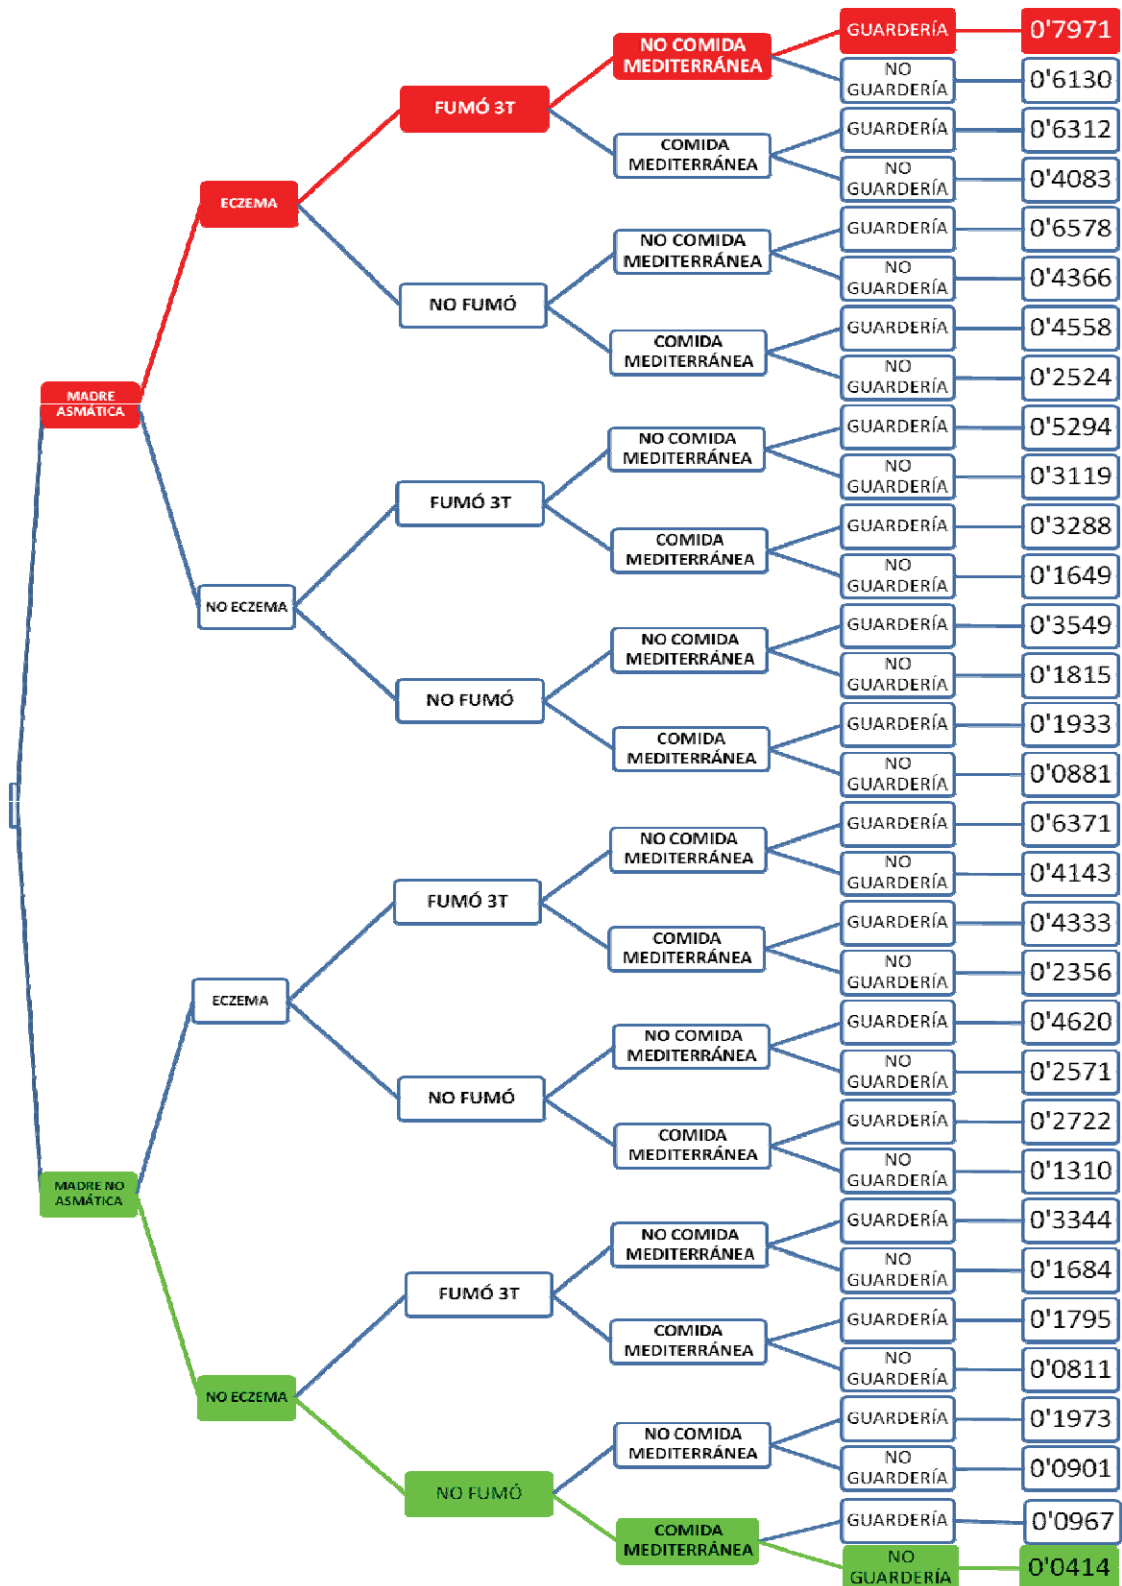 NO COMIDA
MEDITERRÁNEA
GUARDERÍA
0'7971
NO
GUARDERÍA
0'6130
FUMÓ 3T
COMIDA
MEDITERRÁNEA
GUARDERÍA
0'6312
NO
GUARDERÍA
0'4083
ECZEMA
NO COMIDA
MEDITERRÁNEA
GUARDERÍA
0'6578
NO
GUARDERÍA
0'4366
NO FUMÓ
COMIDA
MEDITERRÁNEA
GUARDERÍA
0'4558
NO
GUARDERÍA
0'2524
MADRE
ASMÁTICA
NO COMIDA
MEDITERRÁNEA
GUARDERÍA
0'5294
NO
GUARDERÍA
0'3119
FUMÓ 3T
COMIDA
MEDITERRÁNEA
GUARDERÍA
0'3288
NO
GUARDERÍA
0'1649
NO ECZEMA
NO COMIDA
MEDITERRÁNEA
GUARDERÍA
0'3549
NO
GUARDERÍA
0'1815
NO FUMÓ
COMIDA
MEDITERRÁNEA
GUARDERÍA
0'1933
NO
GUARDERÍA
0'0881
NO COMIDA
MEDITERRÁNEA
GUARDERÍA
0'6371
NO
GUARDERÍA
0'4143
FUMÓ 3T
COMIDA
MEDITERRÁNEA
GUARDERÍA
0'4333
NO
GUARDERÍA
0'2356
ECZEMA
NO COMIDA
MEDITERRÁNEA
GUARDERÍA
0'4620
NO
GUARDERÍA
0'2571
NO FUMÓ
COMIDA
MEDITERRÁNEA
GUARDERÍA
0'2722
NO
GUARDERÍA
0'1310
MADRE NO
ASMÁTICA
NO COMIDA
MEDITERRÁNEA
GUARDERÍA
0'3344
NO
GUARDERÍA
0'1684
FUMÓ 3T
COMIDA
MEDITERRÁNEA
GUARDERÍA
0'1795
NO
GUARDERÍA
0'0811
NO ECZEMA
NO COMIDA
MEDITERRÁNEA
GUARDERÍA
0'1973
NO
GUARDERÍA
0'0901
NO FUMÓ
COMIDA
MEDITERRÁNEA
GUARDERÍA
0'0967
NO
GUARDERÍA
0'0414